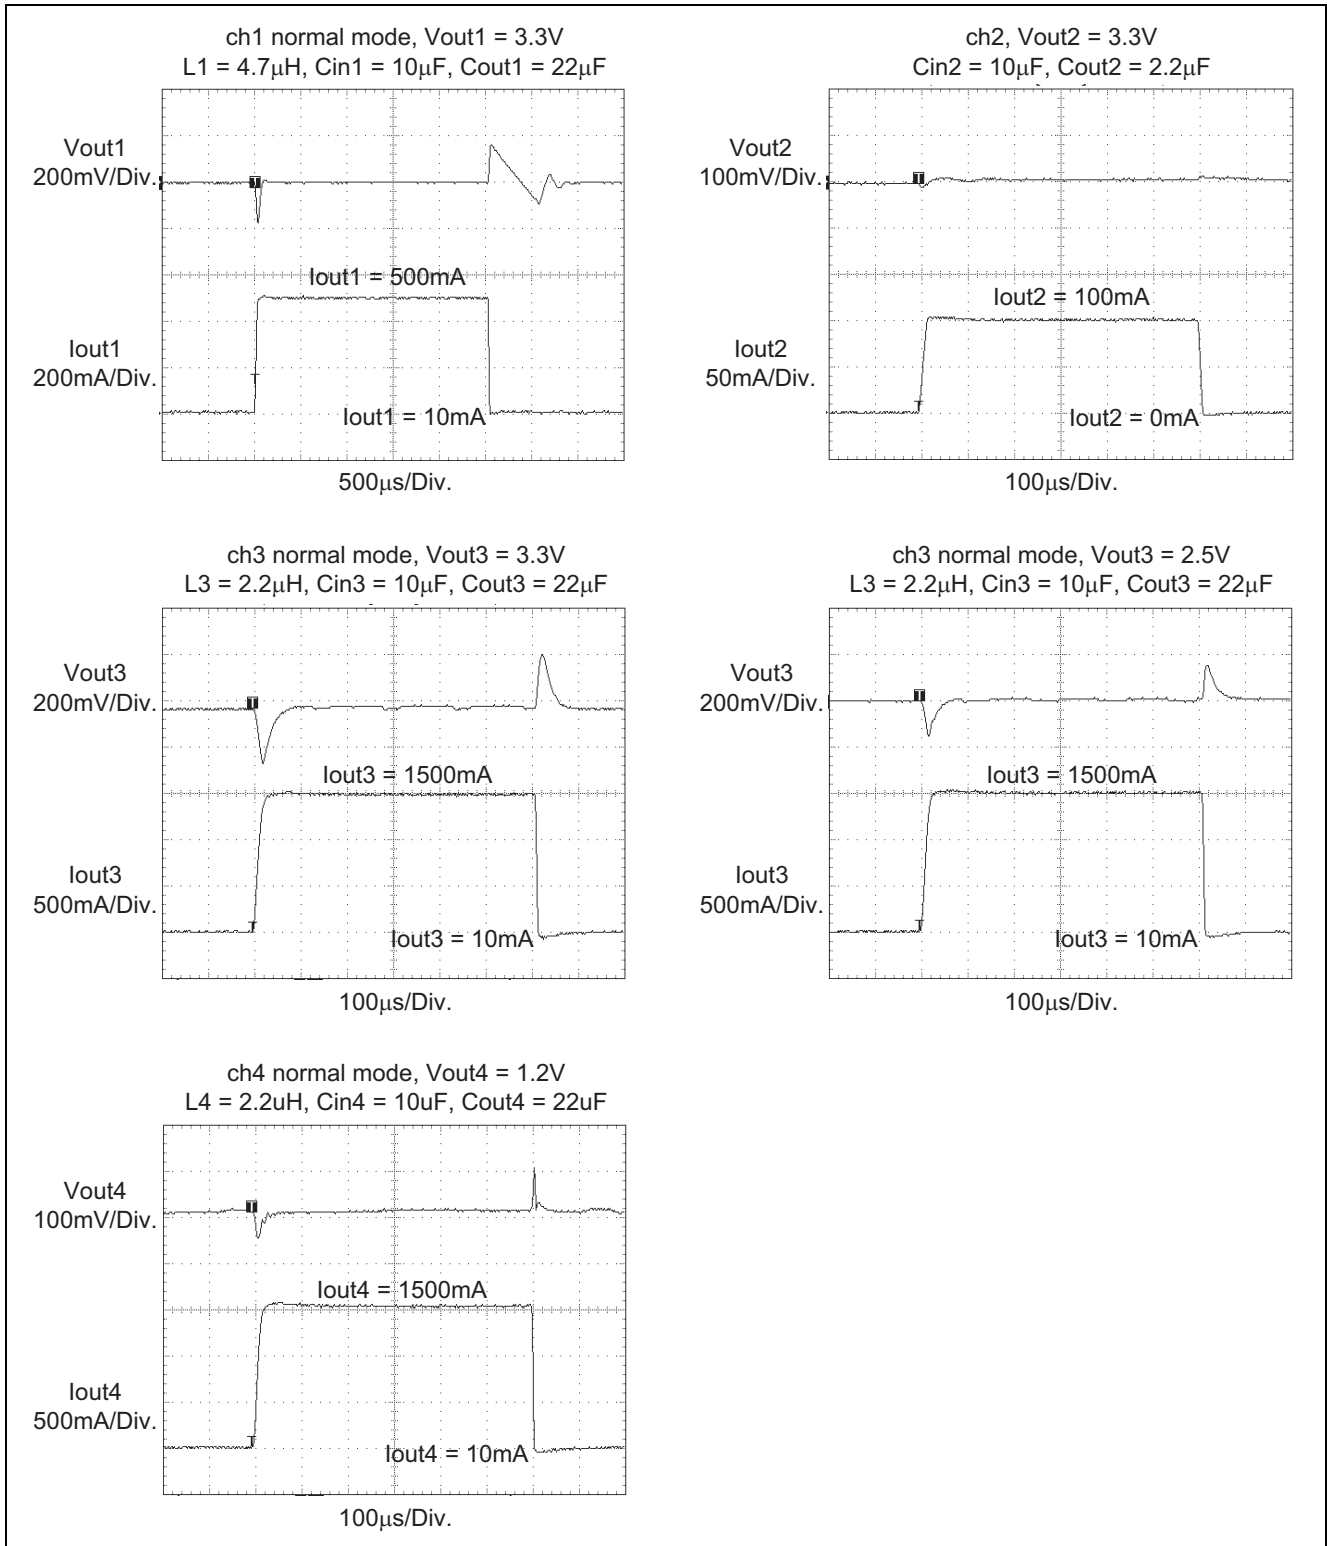 ch1 normal mode, Vout1 = 3.3V
L1 = 4.7μH, Cin1 = 10μF, Cout1 = 22μF
Vout1
200mV/Div.
Iout1 = 500mA
Iout1
200mA/Div.
Iout1 = 10mA
500μs/Div.
ch2, Vout2 = 3.3V
Cin2 = 10μF, Cout2 = 2.2μF
Vout2
100mV/Div.
Iout2 = 100mA
Iout2
50mA/Div.
Iout2 = 0mA
100μs/Div.
ch3 normal mode, Vout3 = 3.3V
L3 = 2.2μH, Cin3 = 10μF, Cout3 = 22μF
Vout3
200mV/Div.
Iout3 = 1500mA
Iout3
500mA/Div.
Iout3 = 10mA
100μs/Div.
ch3 normal mode, Vout3 = 2.5V
L3 = 2.2μH, Cin3 = 10μF, Cout3 = 22μF
Vout3
200mV/Div.
Iout3 = 1500mA
Iout3
500mA/Div.
Iout3 = 10mA
100μs/Div.
ch4 normal mode, Vout4 = 1.2V
L4 = 2.2uH, Cin4 = 10uF, Cout4 = 22uF
Vout4
100mV/Div.
Iout4 = 1500mA
Iout4
500mA/Div.
Iout4 = 10mA
100μs/Div.